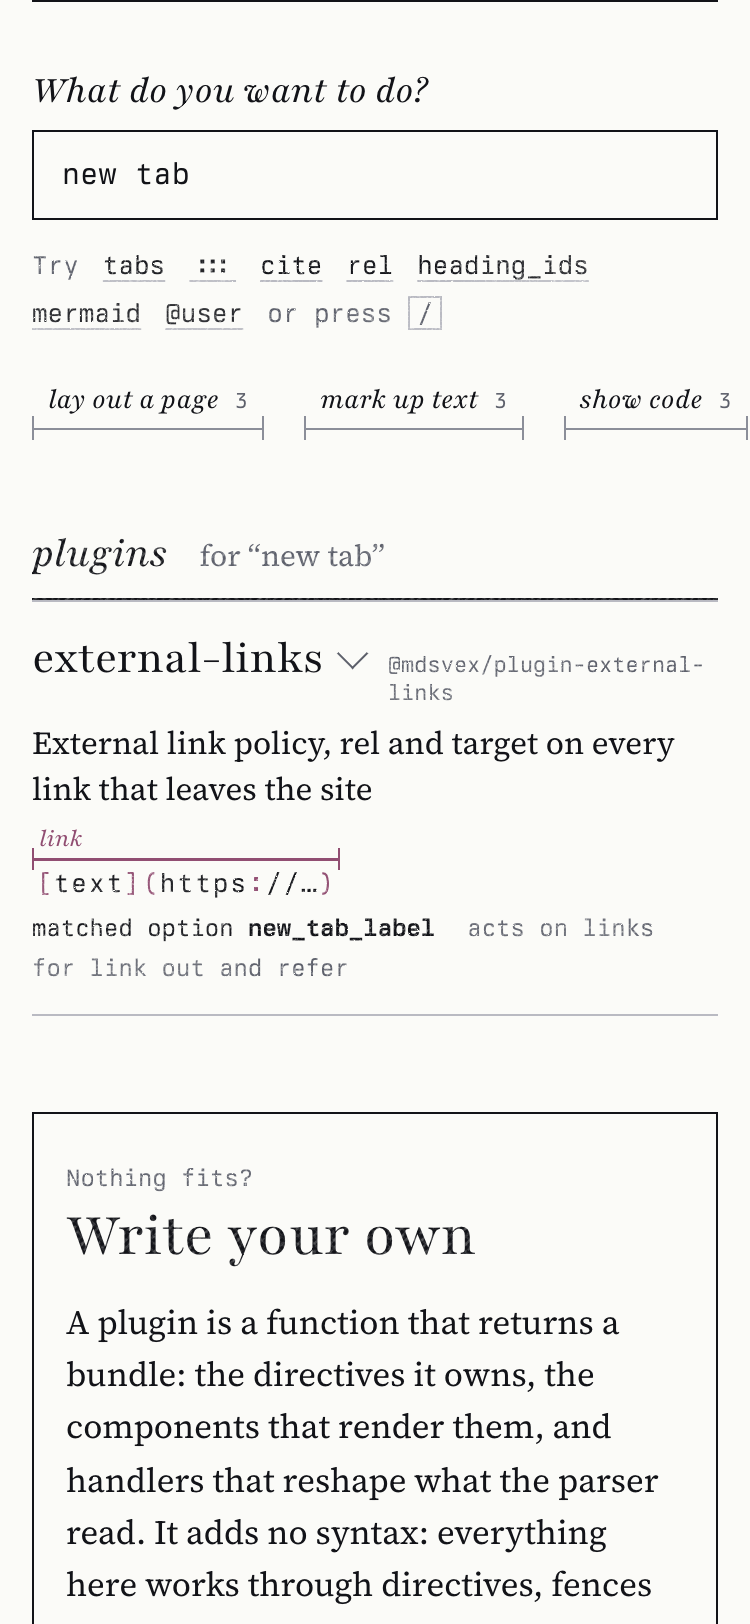 What do you want to do?
new tab
Try tabs ::: cite rel heading_ids
mermaid @user or press /
lay out a page 3 mark up text 3 show code 3
plugins for “new tab”
external-links @mdsvex/plugin-external-
links
External link policy, rel and target on every
link that leaves the site
link
[text](https://…)
matched option new_tab_label acts on links
for link out and refer
Nothing fits?
Write your own
A plugin is a function that returns a
bundle: the directives it owns, the
components that render them, and
handlers that reshape what the parser
read. It adds no syntax: everything
here works through directives, fences